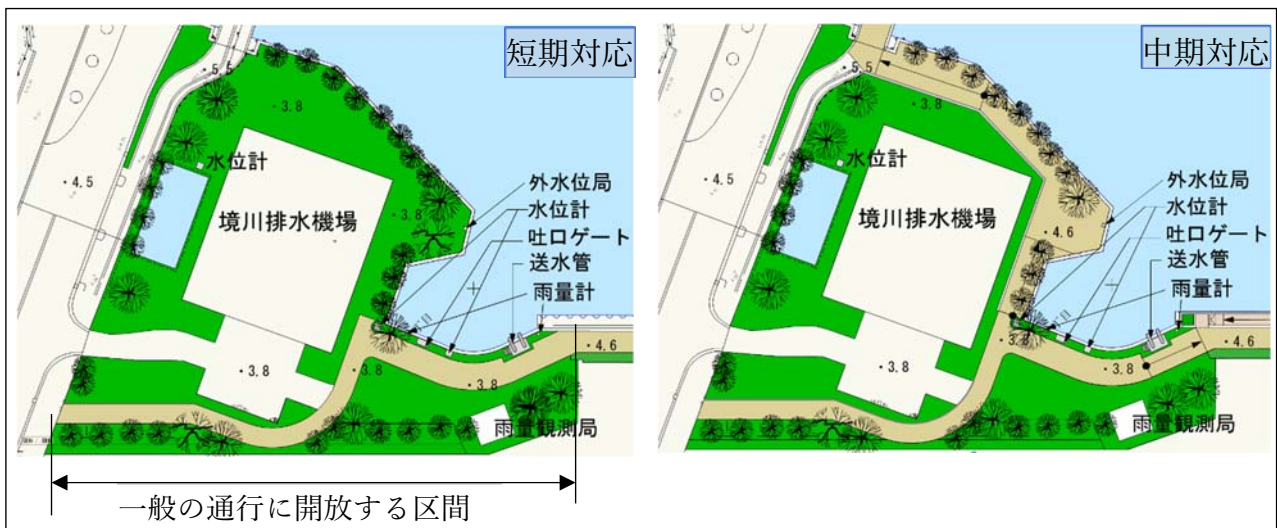 短期対応
・5.5
・3.8
水位計
・4.5
境川排水機場
・3.8
外水位局
水位計
吐口ゲート
送水管
雨量計
・4.6
・3.8
・3.8
・3.8
雨量観測局
一般の通行に開放する区間
中期対応
5.5
・3.8
水位計
・4.5
境川排水機場
・4.6
外水位局
水位計
吐口ゲート
送水管
雨量計
・3.8
・4.6
・3.8
・3.8
雨量観測局